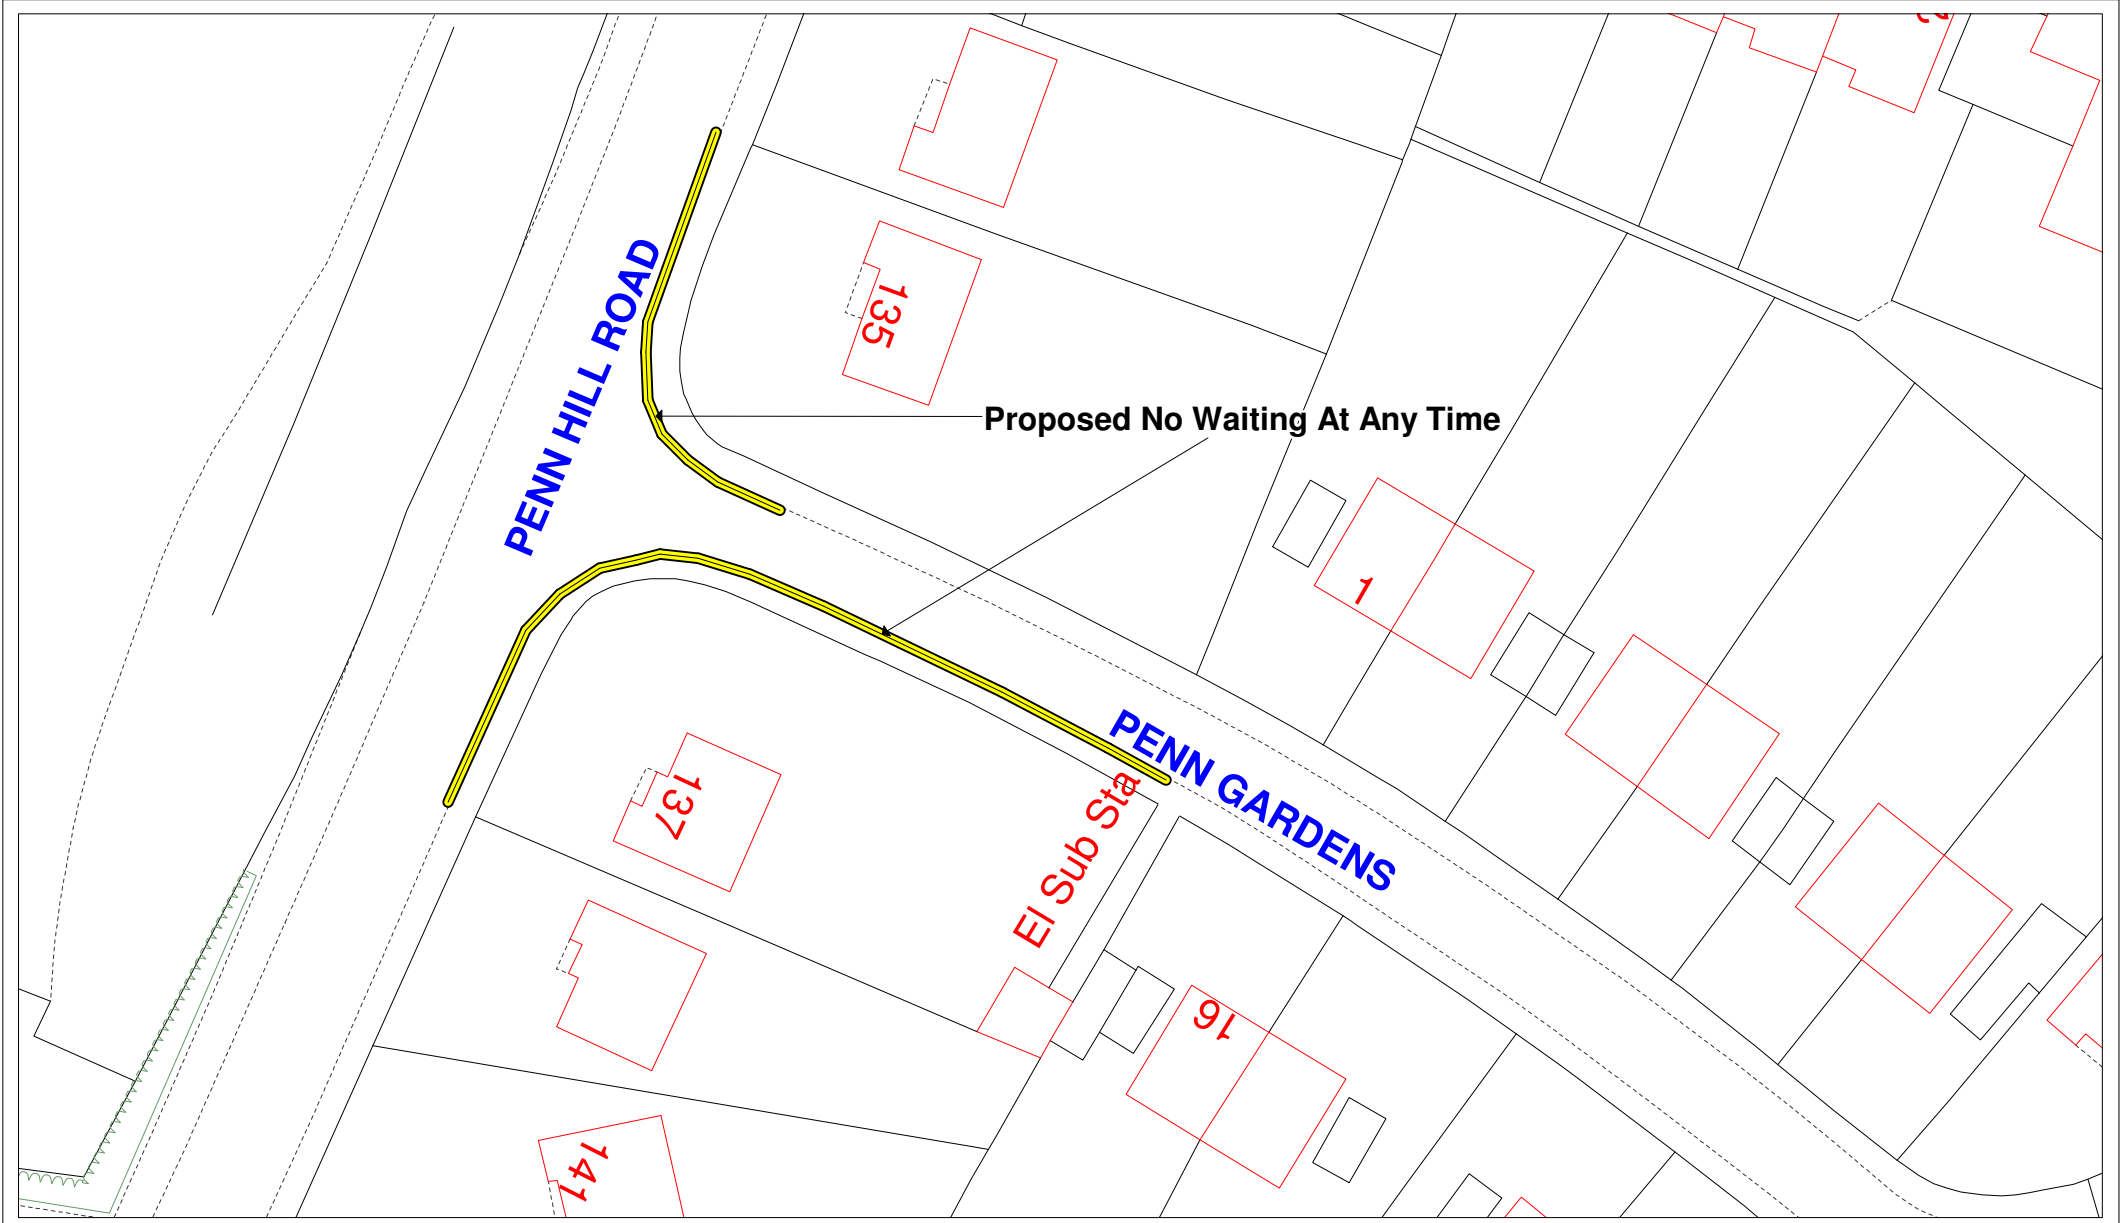 PENN HILL ROAD
135
Proposed No Waiting At Any Time
1
PENN GARDENS
137
El Sub Sta
16
141